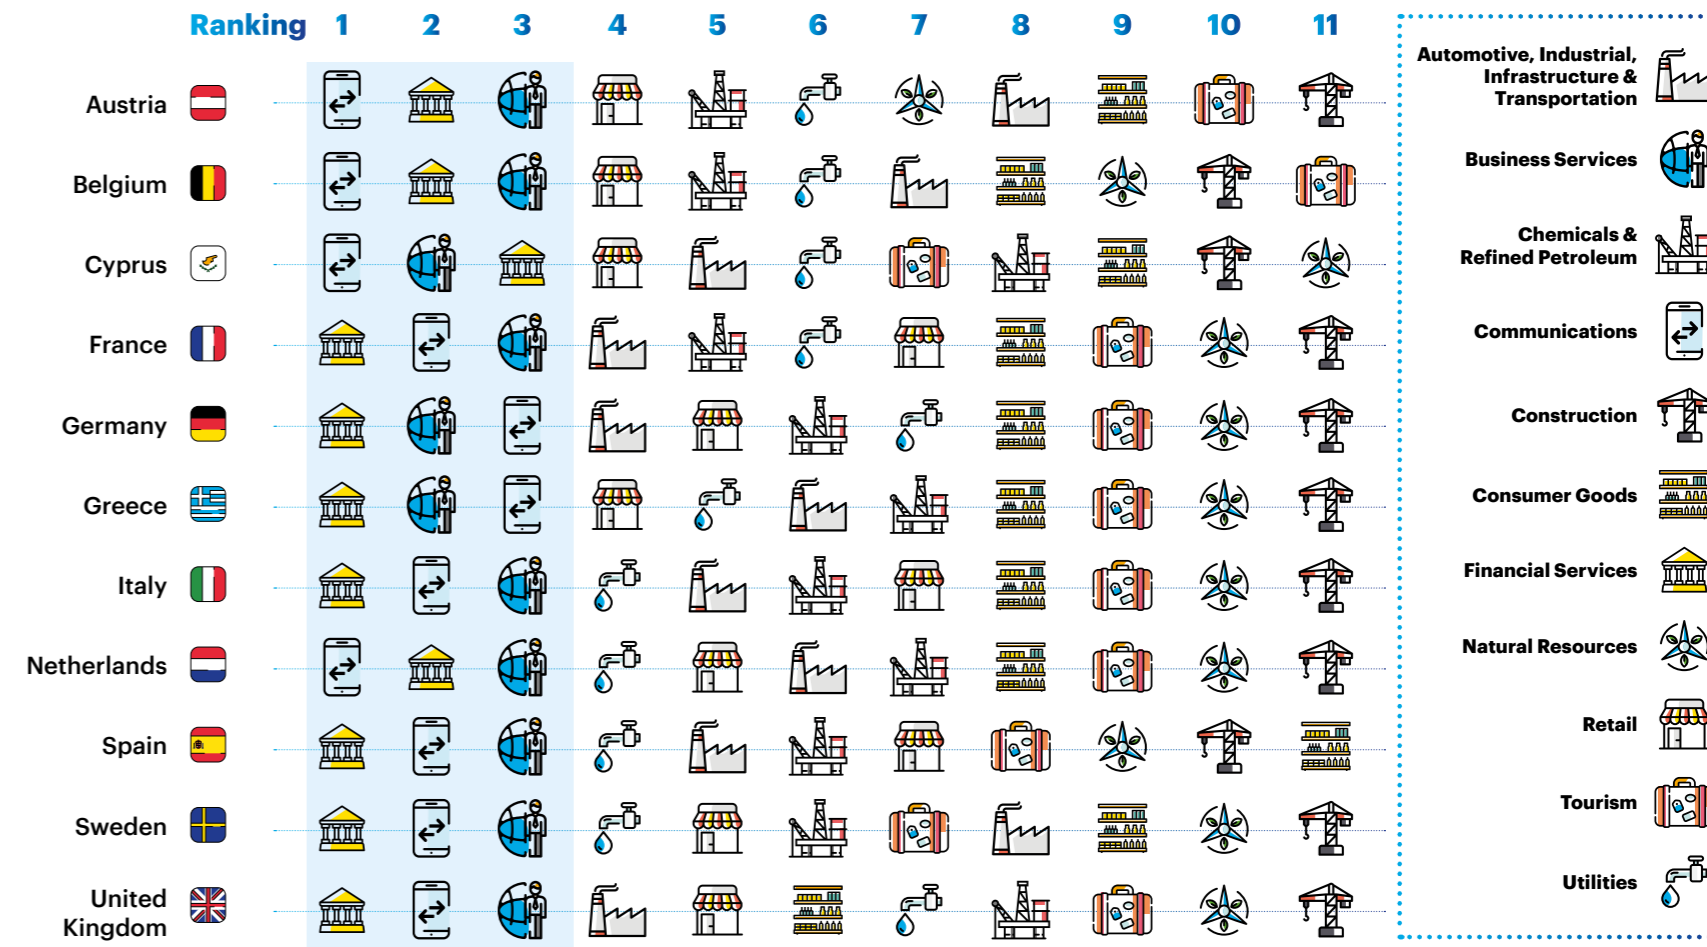 Ranking 1 2 3 4 5 6 7 8 9 10 11
Austria
Belgium
Cyprus
France
Germany
Greece
Italy
Netherlands
Spain
Sweden
United
Kingdom
Automotive, Industrial,
Infrastructure &
Transportation
Business Services
Chemicals &
Refined Petroleum
Communications
Construction
Consumer Goods
Financial Services
Natural Resources
Retail
Tourism
Utilities